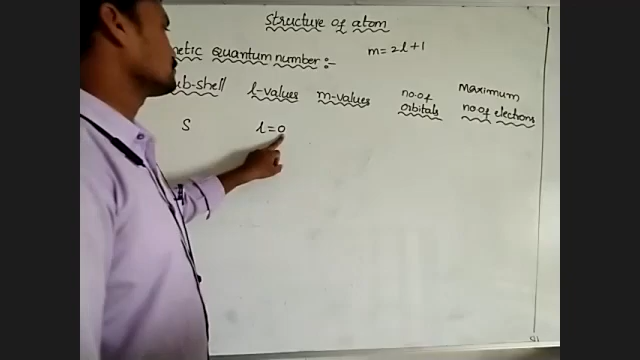 Structure of atom
netic Quantum number :-
m = 2l+1
ub-shell l-values m-values no. of orbitals Maximum no. of electrons
S l=0